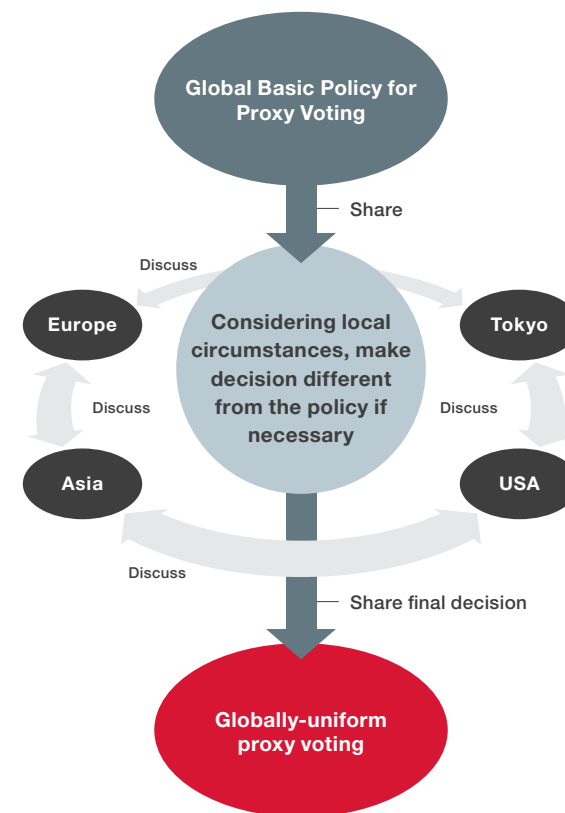 Global Basic Policy for
Proxy Voting
Share
Discuss
Europe
Tokyo
Considering local
circumstances, make
decision different
from the policy if
necessary
Discuss
Discuss
Asia
USA
Discuss
Share final decision
Globally-uniform
proxy voting